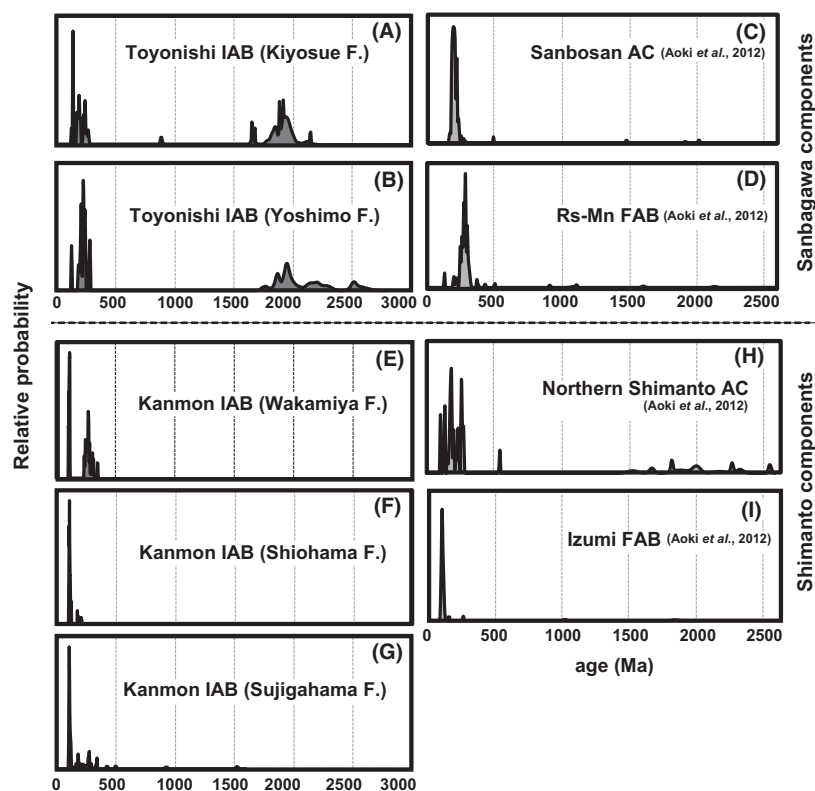 (A)
Toyonishi IAB (Kiyosue F.)
(B)
Toyonishi IAB (Yoshimo F.)
0 500 1000 1500 2000 2500 3000
(C)
Sanbosan AC (Aoki et al., 2012)
(D)
Rs-Mn FAB (Aoki et al., 2012)
0 500 1000 1500 2000 2500
Sanbagawa components
Relative probability
(E)
Kanmon IAB (Wakamiya F.)
(F)
Kanmon IAB (Shiohama F.)
(G)
Kanmon IAB (Sujigahama F.)
0 500 1000 1500 2000 2500 3000
(H)
Northern Shimanto AC
(Aoki et al., 2012)
(I)
Izumi FAB (Aoki et al., 2012)
0 500 1000 1500 2000 2500
age (Ma)
Shimanto components